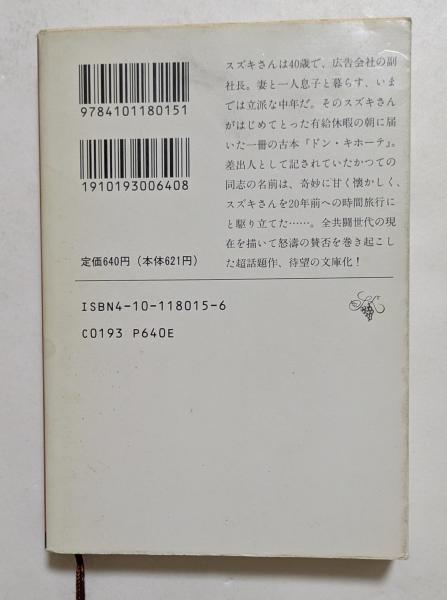 スズキさんは40歳で、広告会社の副
社長。妻と一人息子と暮らす、いま
では立派な中年だ。そのスズキさん
がはじめてとった有給休暇の朝に届
いた一冊の古本『ドン・キホーテ』。
差出人として記されていたかつての
同志の名前は、奇妙に甘く懐かしく、
スズキさんを20年前への時間旅行に
と駆り立てた……。全共闘世代の現
在を描いて怒濤の賛否を巻き起こし
た超話題作、待望の文庫化！
9784101180151
1910193006408
定価640円（本体621円）
ISBN4-10-118015-6
C0193 P640E